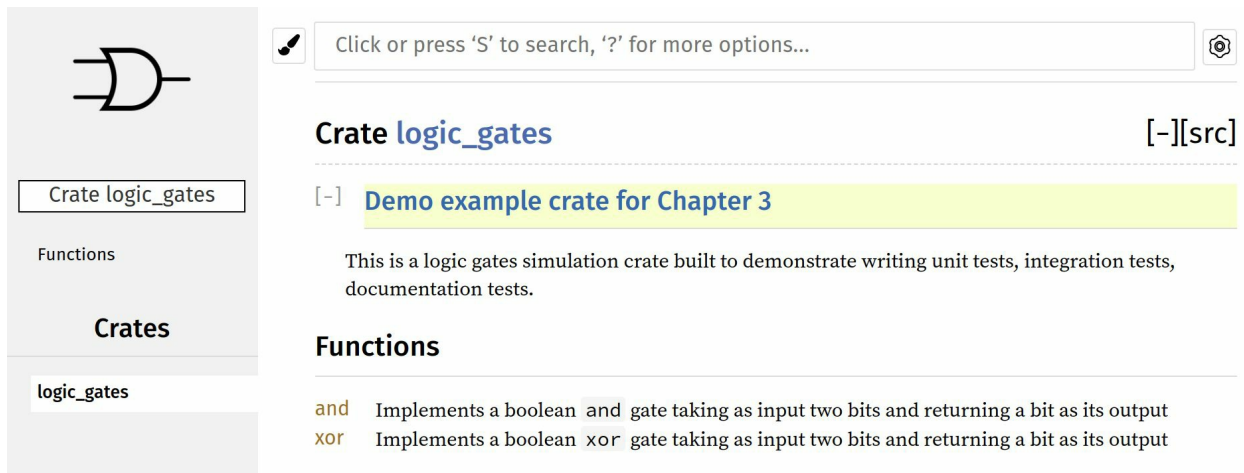 Click or press ‘S’ to search, ‘?’ for more options...
Crate logic_gates
Functions
Crates
logic_gates
Crate logic_gates
[-][src]
[-]
Demo example crate for Chapter 3
This is a logic gates simulation crate built to demonstrate writing unit tests, integration tests,
documentation tests.
Functions
and Implements a boolean and gate taking as input two bits and returning a bit as its output
xor Implements a boolean xor gate taking as input two bits and returning a bit as its output